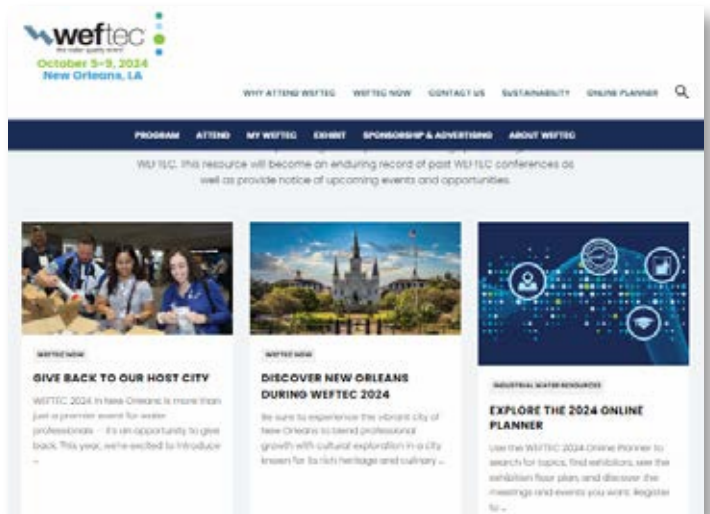 weftec
the water quality event
October 5–9, 2024
New Orleans, LA
WHY ATTEND WEFTEC WEFTEC NOW CONTACT US SUSTAINABILITY ONLINE PLANNER
PROGRAM ATTEND MY WEFTEC EXHIBIT SPONSORSHIP & ADVERTISING ABOUT WEFTEC
WEFTEC. This resource will become an enduring record of past WEFTEC conferences as
well as provide notice of upcoming events and opportunities.
WEFTEC NOW
GIVE BACK TO OUR HOST CITY
WEFTEC 2024 in New Orleans is more than
just a premier event for water
professionals – it's an opportunity to give
back. This year, we're excited to introduce
...
WEFTEC NOW
DISCOVER NEW ORLEANS
DURING WEFTEC 2024
Be sure to experience the vibrant city of
New Orleans to blend professional
growth with cultural exploration in a city
known for its rich heritage and culinary ...
INDUSTRIAL WATER RESOURCES
EXPLORE THE 2024 ONLINE
PLANNER
Use the WEFTEC 2024 Online Planner to
search for topics, find exhibitors, see the
exhibition floor plan, and discover the
meetings and events you want. Register
to ...